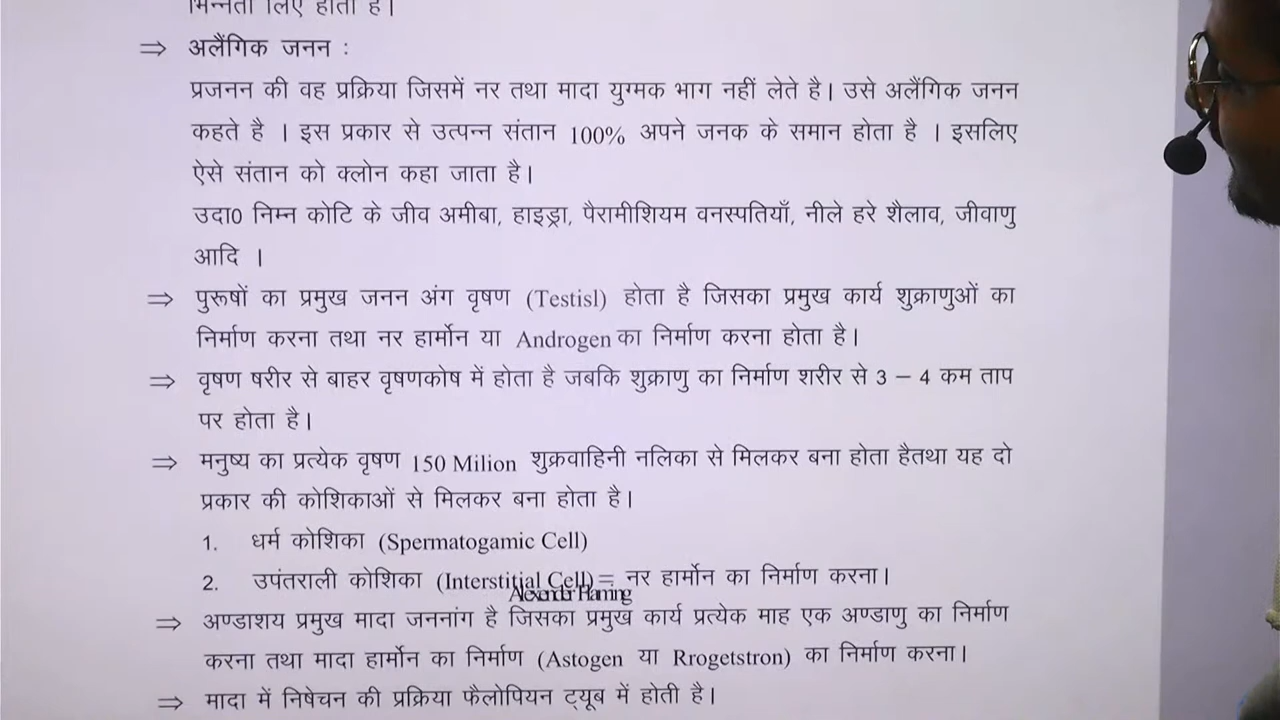 भिन्नता लिए होता है।
⇒ अलैंगिक जनन :
प्रजनन की वह प्रक्रिया जिसमें नर तथा मादा युग्मक भाग नहीं लेते है। उसे अलैंगिक जनन
कहते है । इस प्रकार से उत्पन्न संतान 100% अपने जनक के समान होता है । इसलिए
ऐसे संतान को क्लोन कहा जाता है।
उदा0 निम्न कोटि के जीव अमीबा, हाइड्रा, पैरामीशियम वनस्पतियाँ, नीले हरे शैलाव, जीवाणु
आदि ।
⇒ पुरूषों का प्रमुख जनन अंग वृषण (Testisl) होता है जिसका प्रमुख कार्य शुक्राणुओं का
निर्माण करना तथा नर हार्मोन या Androgen का निर्माण करना होता है।
⇒ वृषण षरीर से बाहर वृषणकोष में होता है जबकि शुक्राणु का निर्माण शरीर से 3 – 4 कम ताप
पर होता है।
⇒ मनुष्य का प्रत्येक वृषण 150 Milion शुक्रवाहिनी नलिका से मिलकर बना होता हैतथा यह दो
प्रकार की कोशिकाओं से मिलकर बना होता है।
1. धर्म कोशिका (Spermatogamic Cell)
2. उपंतराली कोशिका (Interstitial Cell) = नर हार्मोन का निर्माण करना।
Alexender Flaming
⇒ अण्डाशय प्रमुख मादा जननांग है जिसका प्रमुख कार्य प्रत्येक माह एक अण्डाणु का निर्माण
करना तथा मादा हार्मोन का निर्माण (Astogen या Rrogetstron) का निर्माण करना।
⇒ मादा में निषेचन की प्रक्रिया फैलोपियन ट्यूब में होती है।